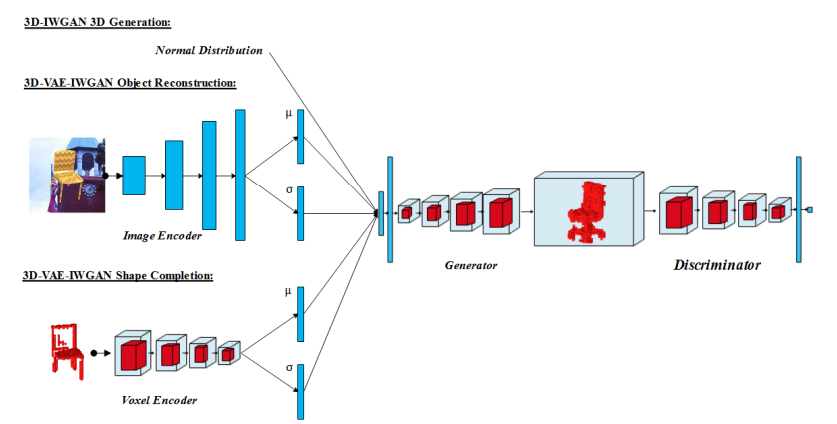 3D-IWGAN 3D Generation:
Normal Distribution
3D-VAE-IWGAN Object Reconstruction:
μ
σ
Image Encoder
Generator
Discriminator
3D-VAE-IWGAN Shape Completion:
μ
σ
Voxel Encoder